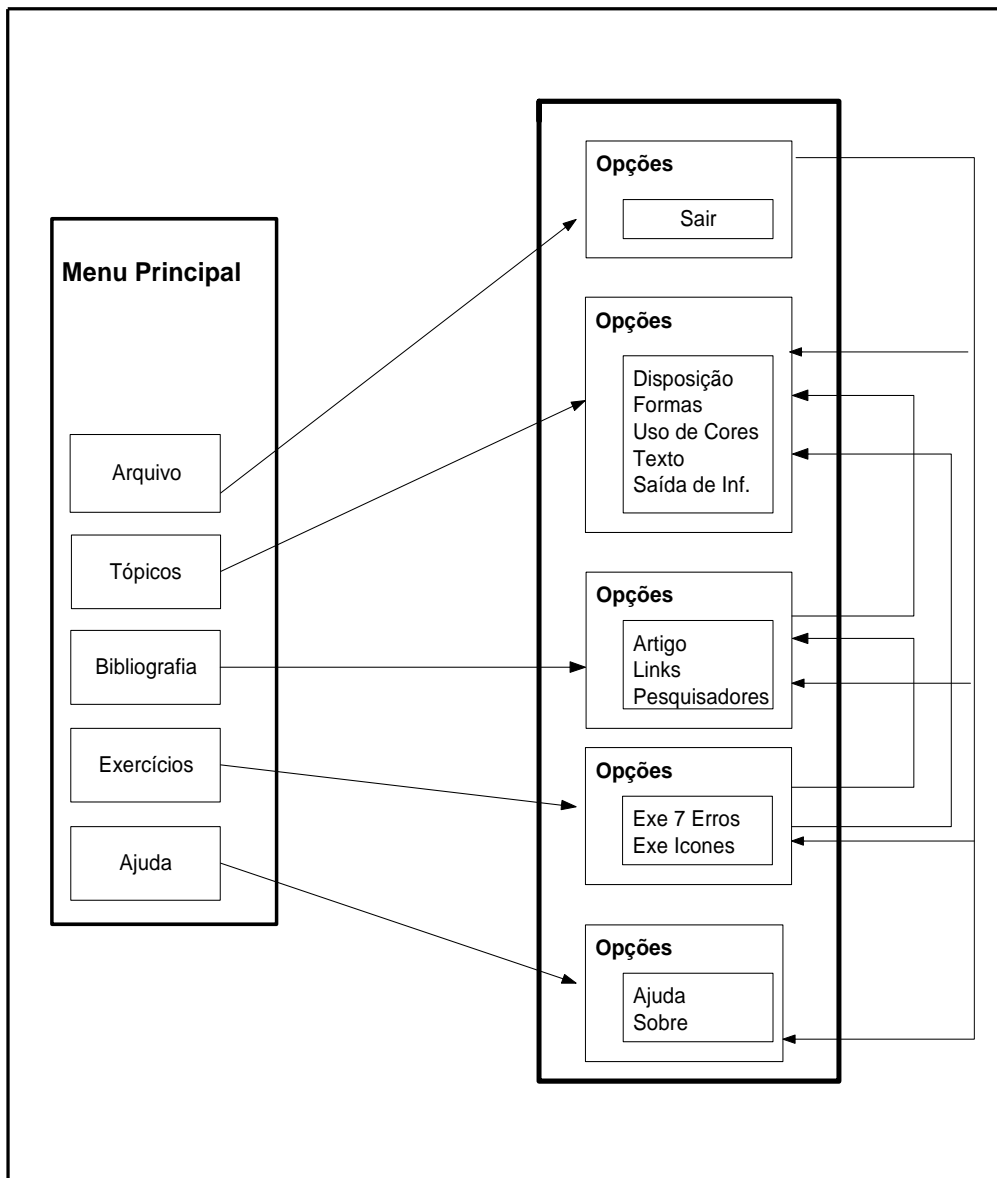 Menu Principal
Arquivo
Tópicos
Bibliografia
Exercícios
Ajuda
Opções
Sair
Opções
Disposição
Formas
Uso de Cores
Texto
Saída de Inf.
Opções
Artigo
Links
Pesquisadores
Opções
Exe 7 Erros
Exe Icones
Opções
Ajuda
Sobre